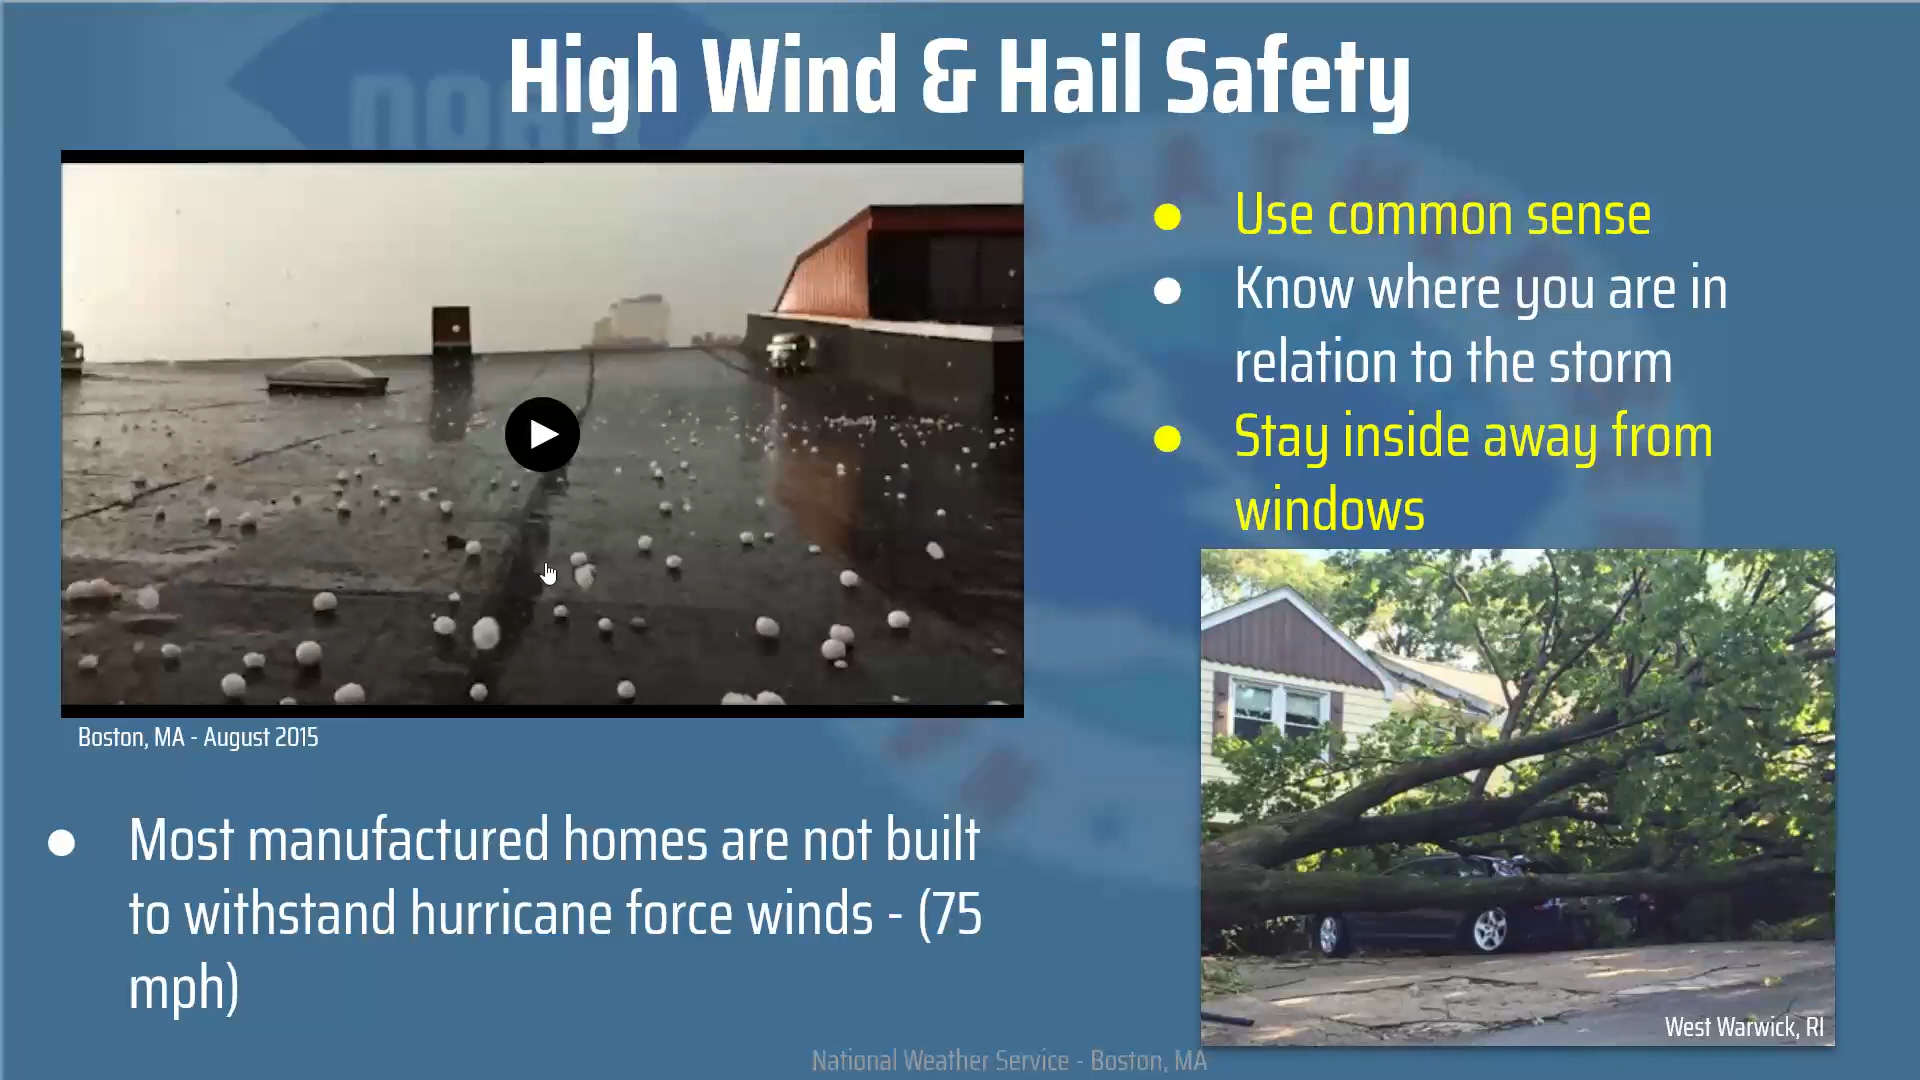 High Wind & Hail Safety
● Use common sense
● Know where you are in
relation to the storm
● Stay inside away from
windows
Boston, MA - August 2015
● Most manufactured homes are not built
to withstand hurricane force winds - (75
mph)
West Warwick, RI
National Weather Service - Boston, MA